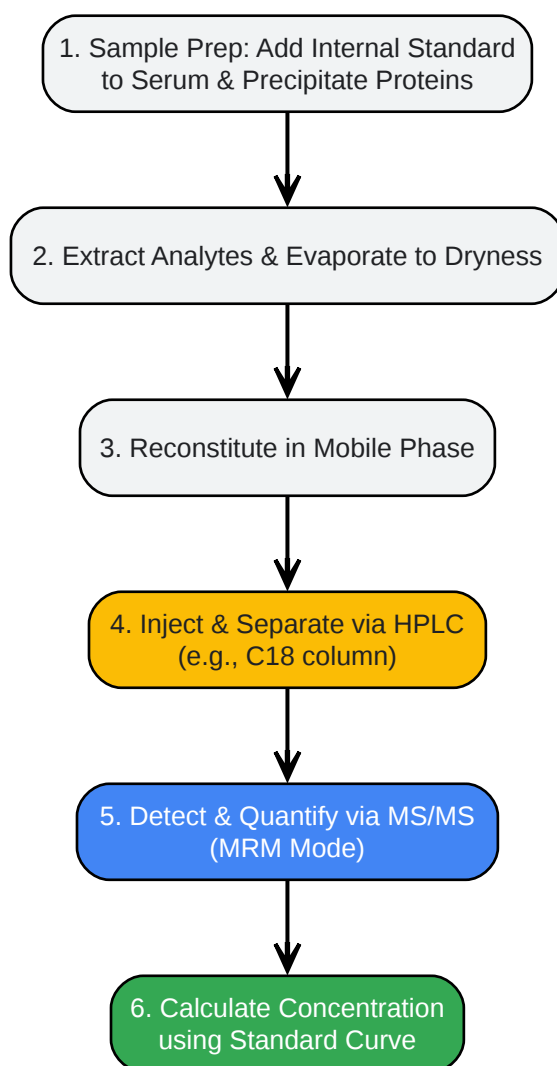 1. Sample Prep: Add Internal Standard
to Serum & Precipitate Proteins
2. Extract Analytes & Evaporate to Dryness
3. Reconstitute in Mobile Phase
4. Inject & Separate via HPLC
(e.g., C18 column)
5. Detect & Quantify via MS/MS
(MRM Mode)
6. Calculate Concentration
using Standard Curve